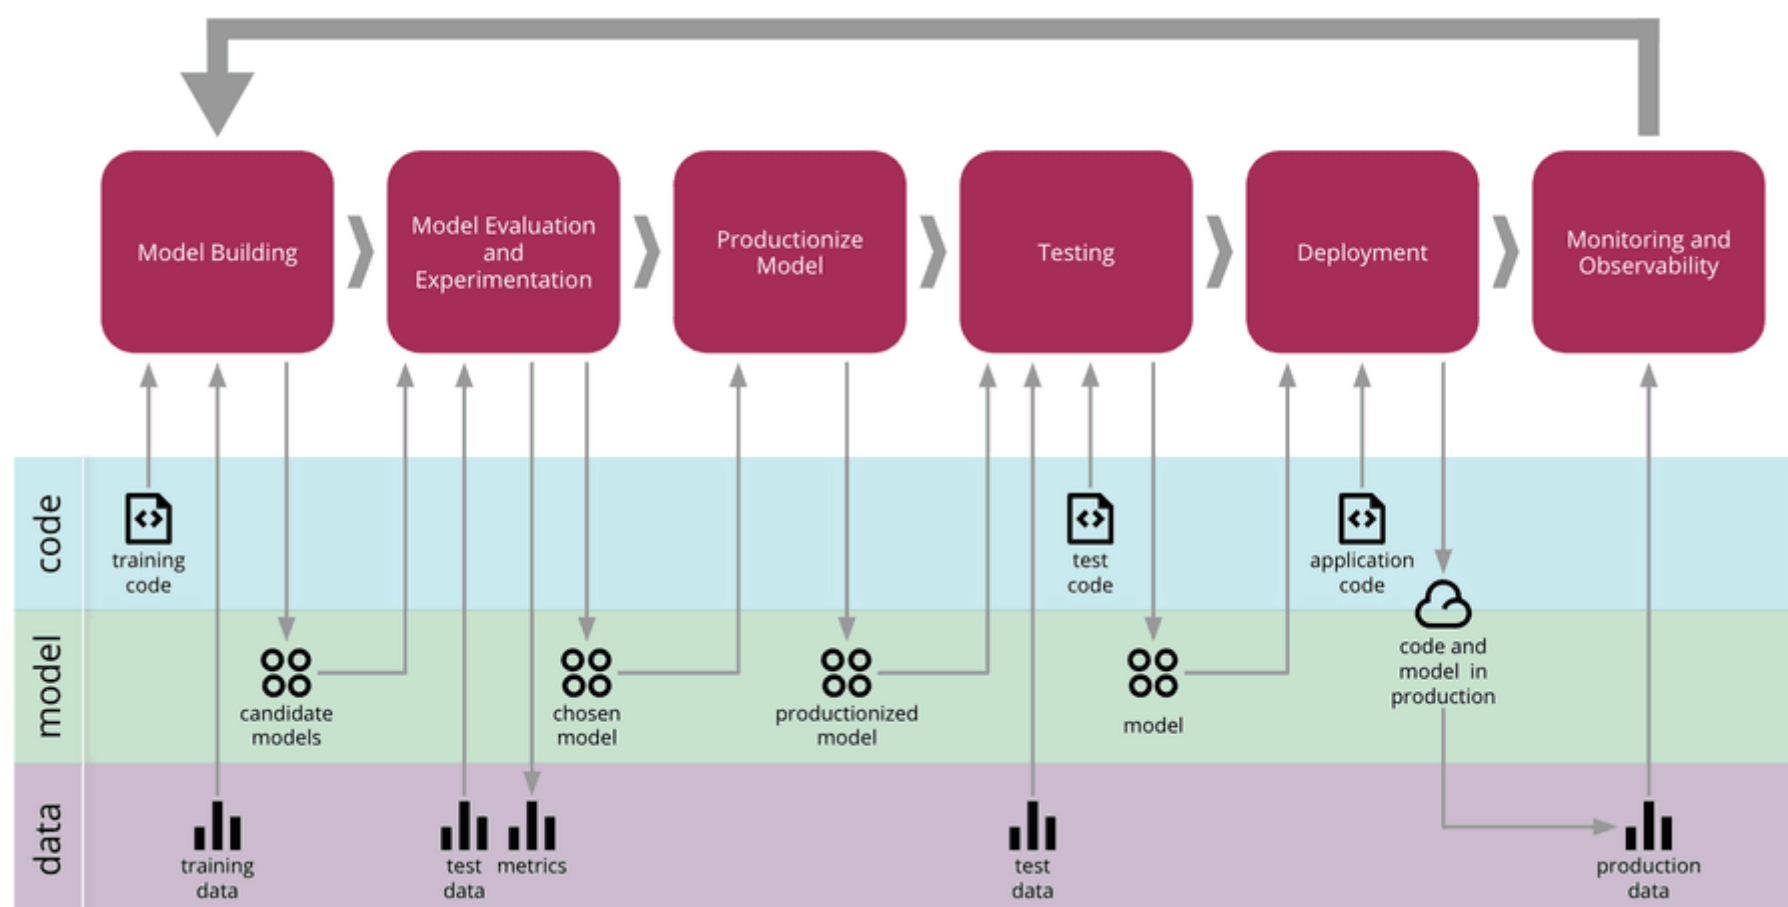 Model Building
Model Evaluation
and
Experimentation
Productionize
Model
Testing
Deployment
Monitoring and
Observability
code
training
code
test
code
application
code
model
candidate
models
chosen
model
productionized
model
model
code and
model in
production
data
training
data
test
data
metrics
test
data
production
data